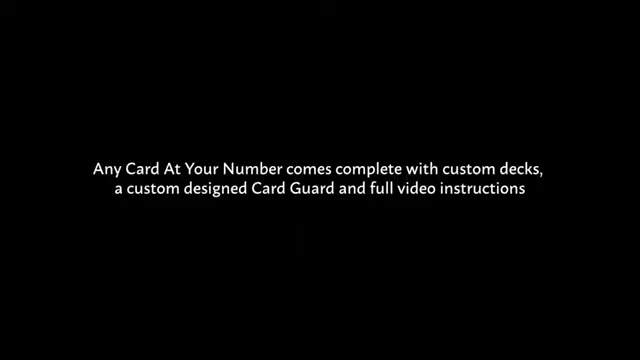 Any Card At Your Number comes complete with custom decks,
a custom designed Card Guard and full video instructions